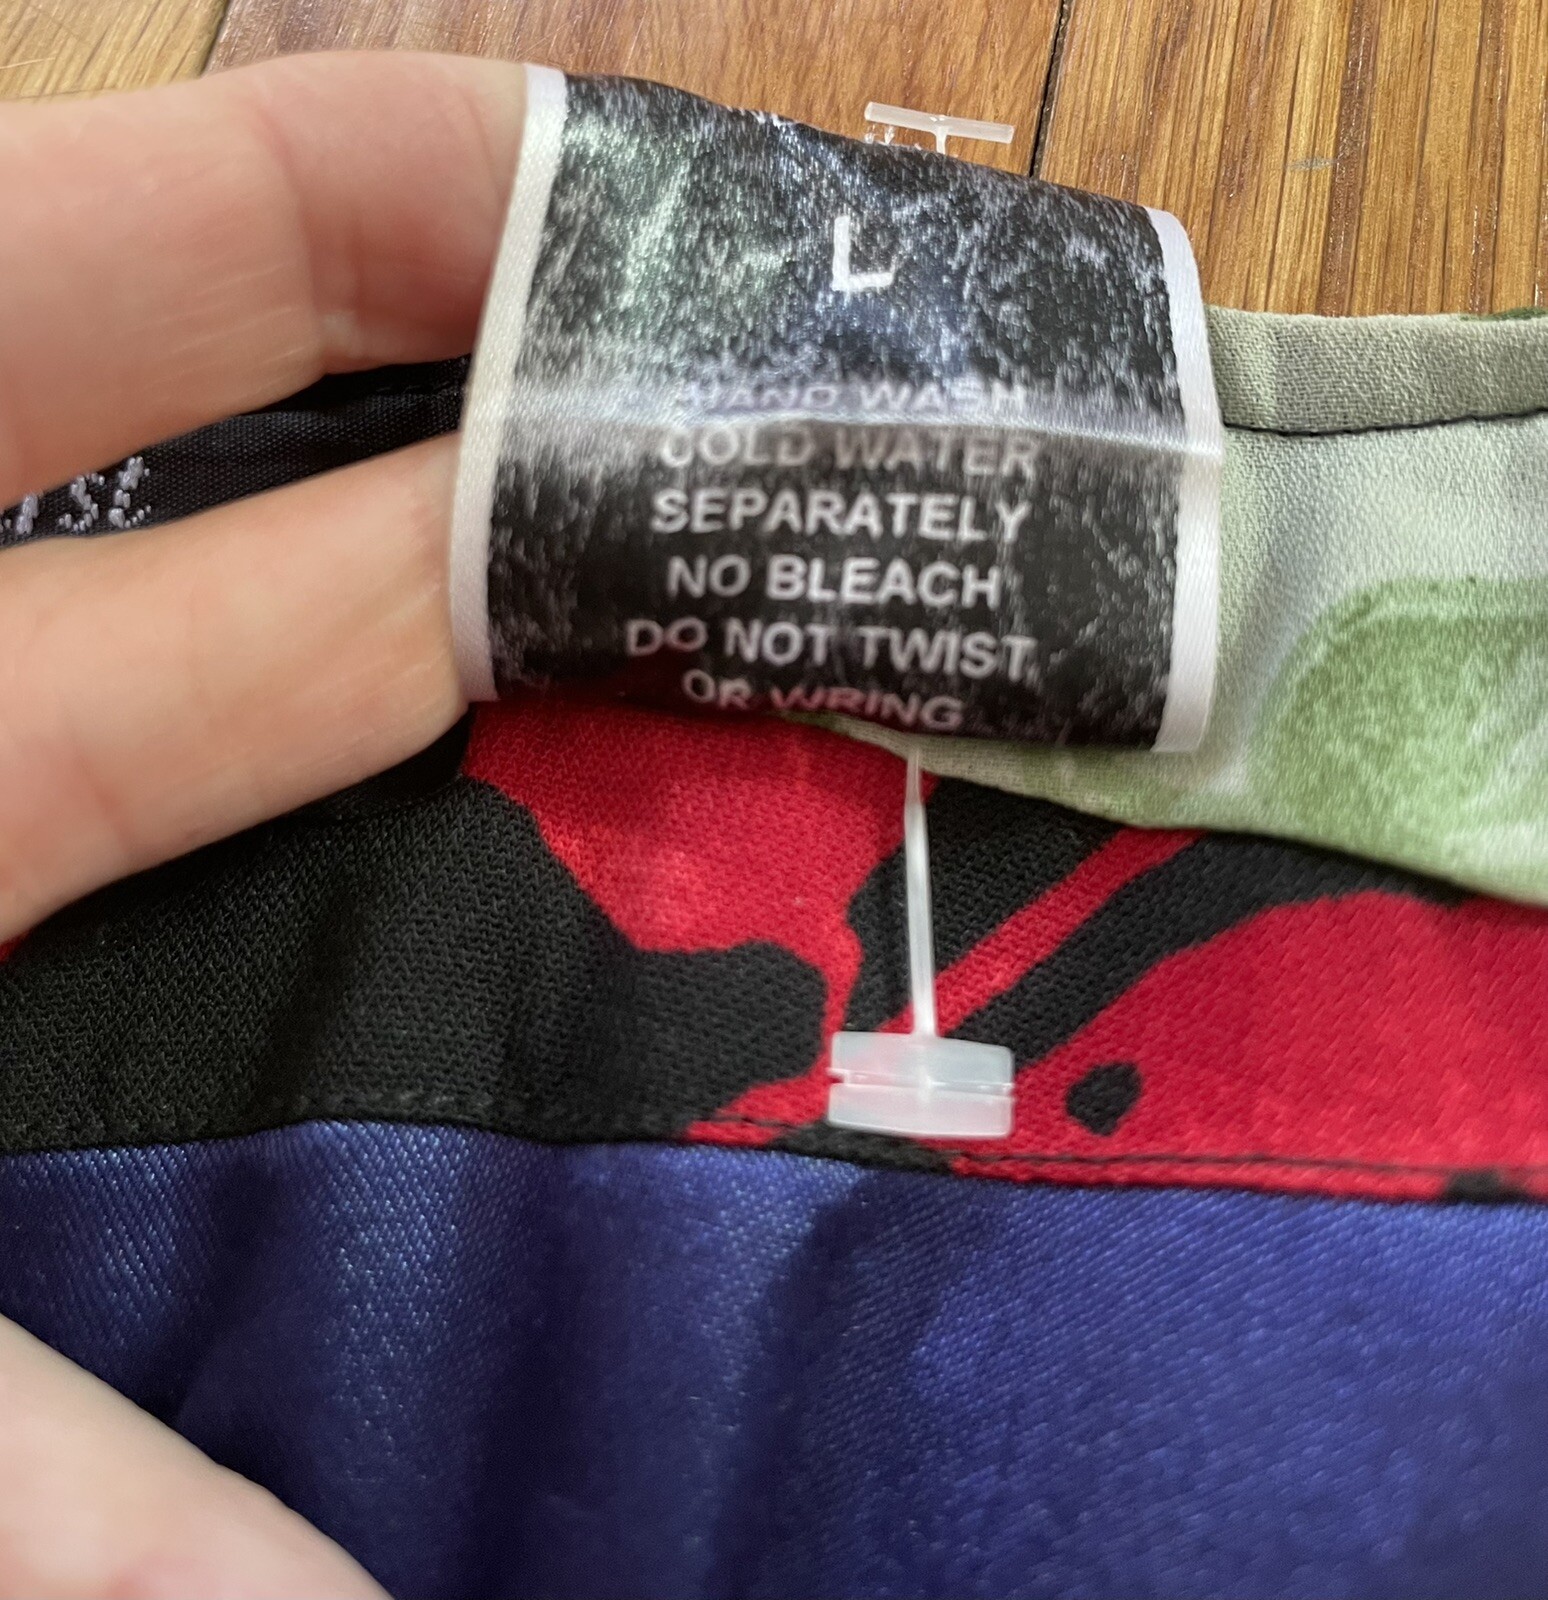 L
HAND WASH
COLD WATER
SEPARATELY
NO BLEACH
DO NOT TWIST
OR WRING